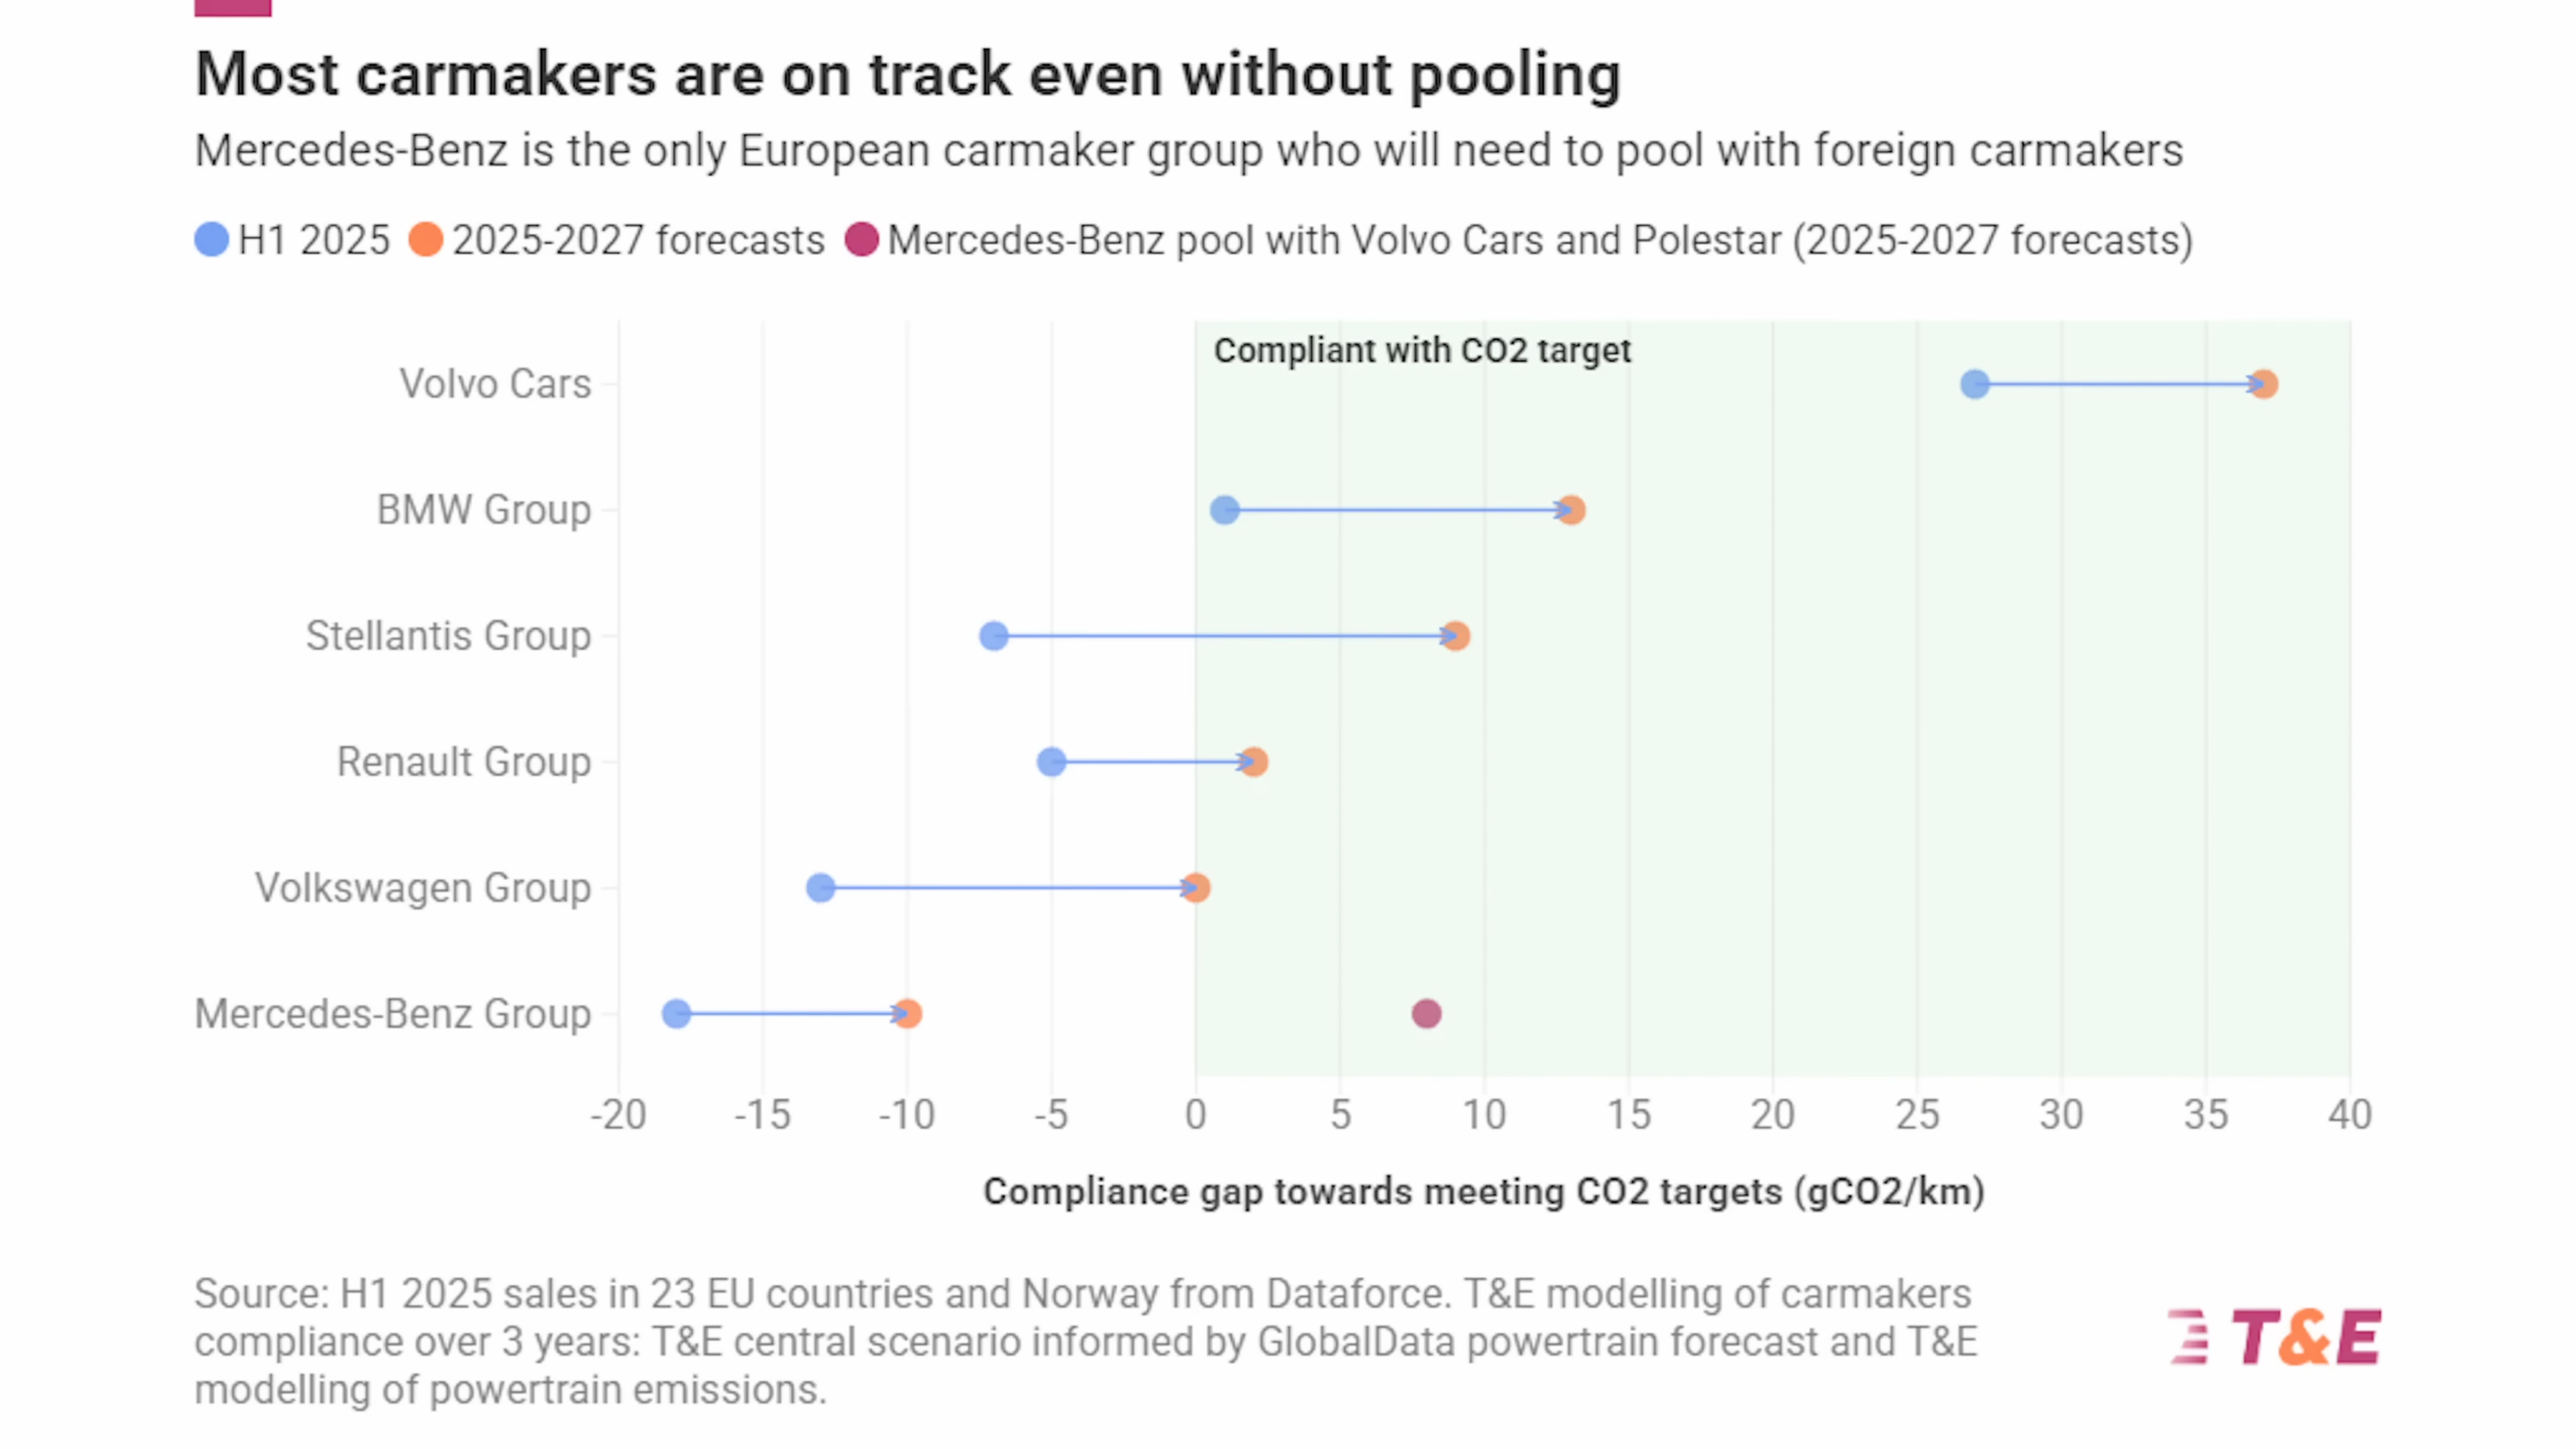 Most carmakers are on track even without pooling
Mercedes-Benz is the only European carmaker group who will need to pool with foreign carmakers
H1 2025 2025-2027 forecasts Mercedes-Benz pool with Volvo Cars and Polestar (2025-2027 forecasts)
Compliant with CO2 target
Volvo Cars
BMW Group
Stellantis Group
Renault Group
Volkswagen Group
Mercedes-Benz Group
-20 -15 -10 -5 0 5 10 15 20 25 30 35 40
Compliance gap towards meeting CO2 targets (gCO2/km)
Source: H1 2025 sales in 23 EU countries and Norway from Dataforce. T&E modelling of carmakers
compliance over 3 years: T&E central scenario informed by GlobalData powertrain forecast and T&E
modelling of powertrain emissions.
T&E